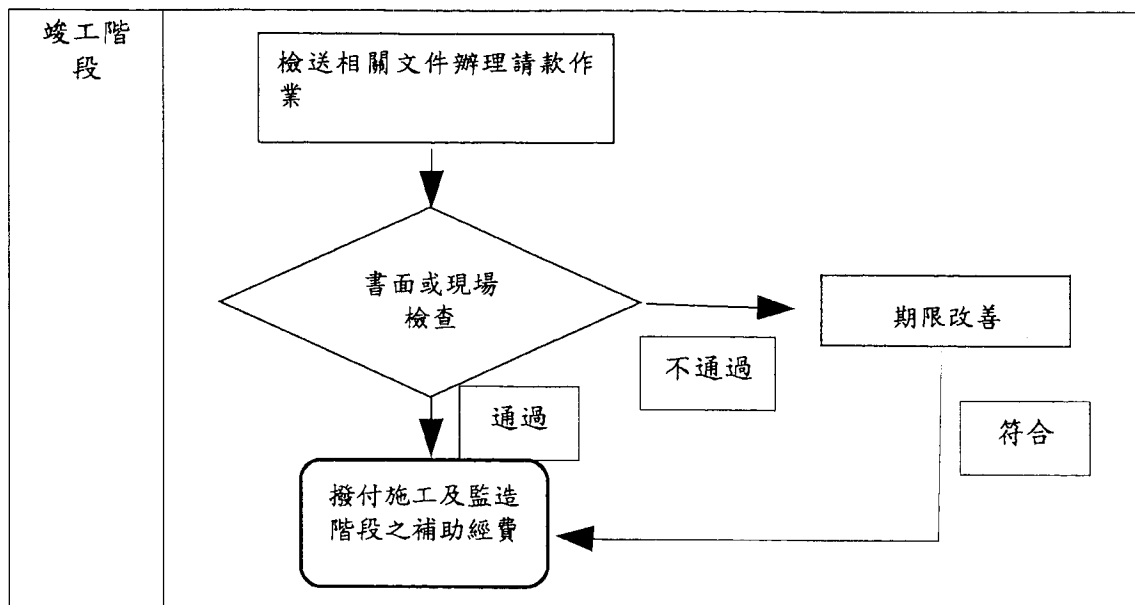 竣工階
段
檢送相關文件辦理請款作
業
書面或現場
檢查
期限改善
不通過
通過
符合
撥付施工及監造
階段之補助經費